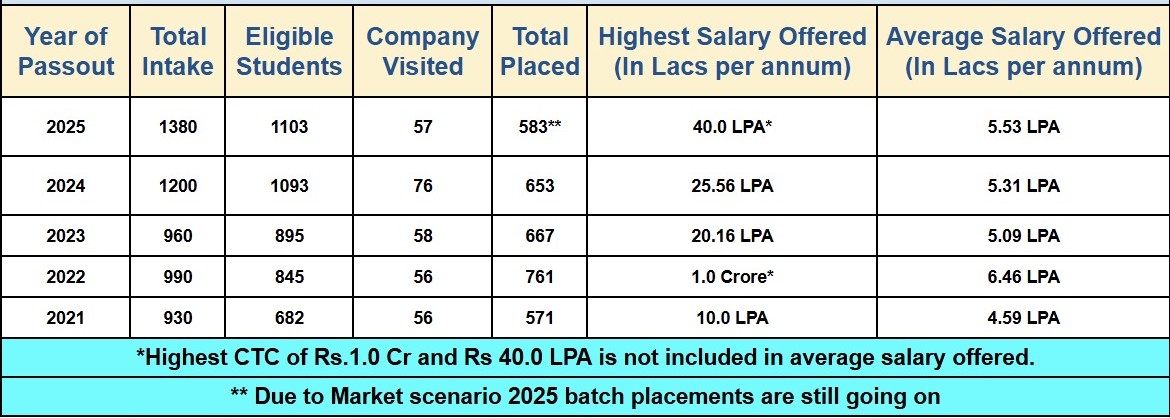 Year of Passout Total Intake Eligible Students Company Visited Total Placed Highest Salary Offered (In Lacs per annum) Average Salary Offered (In Lacs per annum)
2025 1380 1103 57 583** 40.0 LPA* 5.53 LPA
2024 1200 1093 76 653 25.56 LPA 5.31 LPA
2023 960 895 58 667 20.16 LPA 5.09 LPA
2022 990 845 56 761 1.0 Crore* 6.46 LPA
2021 930 682 56 571 10.0 LPA 4.59 LPA
*Highest CTC of Rs.1.0 Cr and Rs 40.0 LPA is not included in average salary offered.
** Due to Market scenario 2025 batch placements are still going on